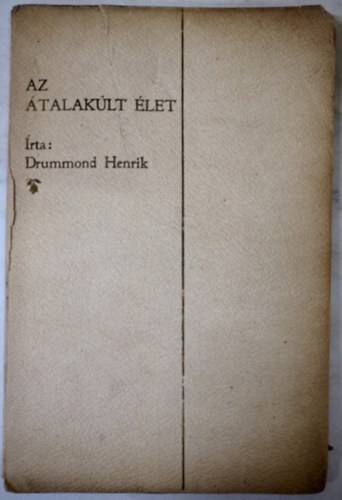 AZ
ÁTALAKÚLT ÉLET
Írta:
Drummond Henrik